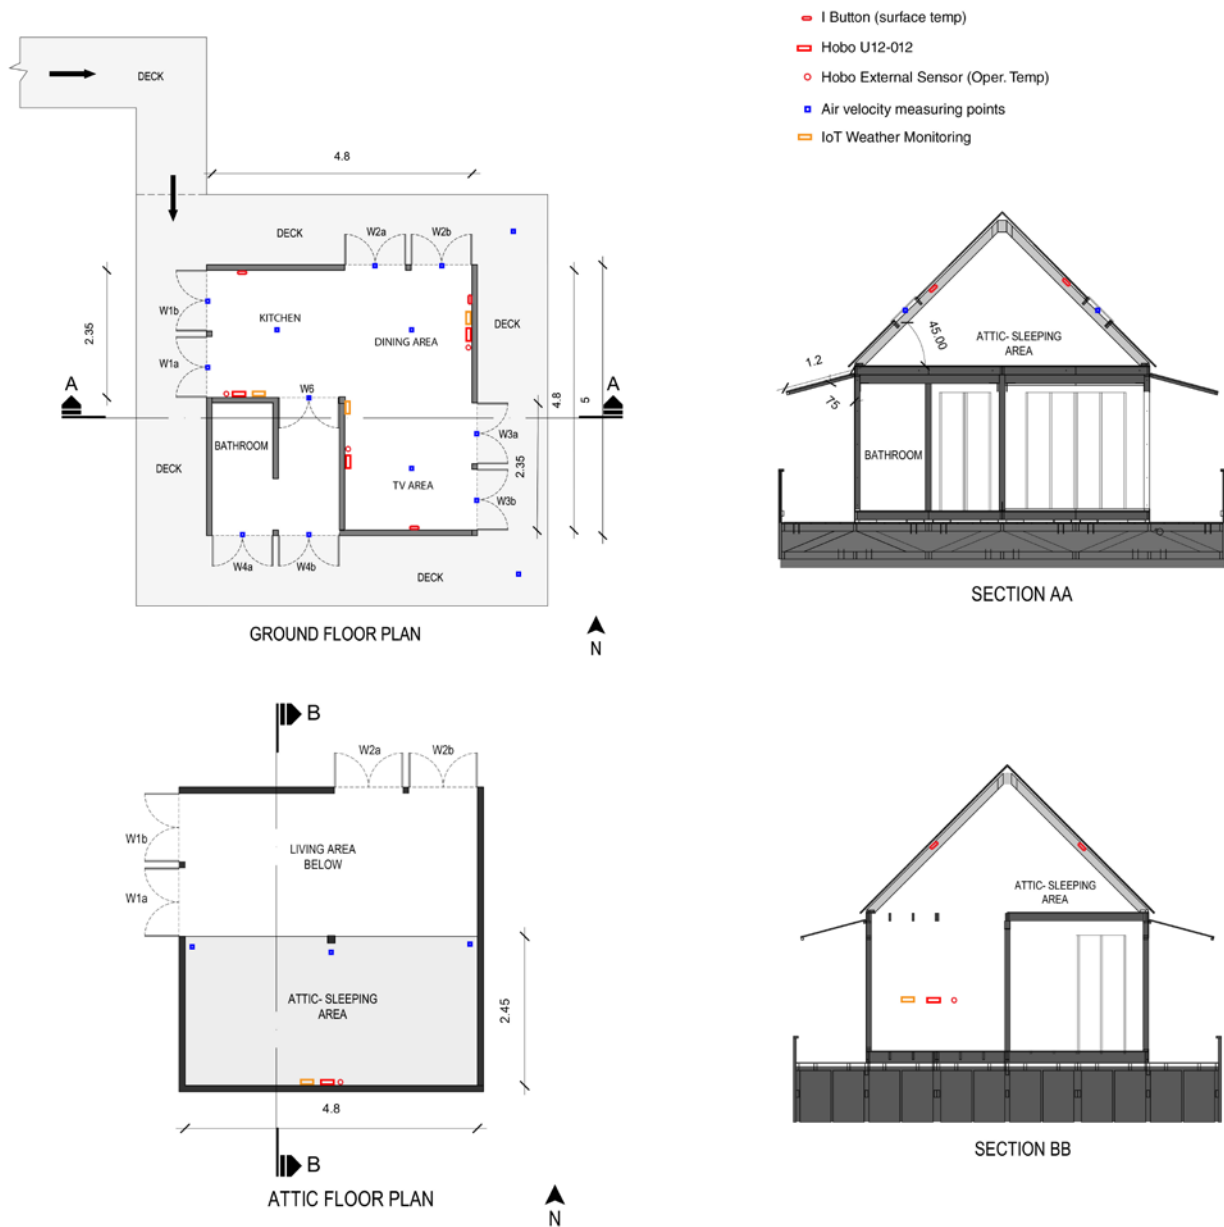 I Button (surface temp)
Hobo U12-012
Hobo External Sensor (Oper. Temp)
Air velocity measuring points
IoT Weather Monitoring
DECK
4.8
DECK
W2a
W2b
W1b
W1a
2.35
KITCHEN
DINING AREA
DECK
A
A
W6
4.8
5
BATHROOM
W3a
2.35
DECK
TV AREA
W3b
W4a
W4b
DECK
GROUND FLOOR PLAN
N
45.00
ATTIC- SLEEPING
AREA
1.2
75
BATHROOM
SECTION AA
B
W2a
W2b
W1b
W1a
LIVING AREA
BELOW
ATTIC- SLEEPING
AREA
2.45
4.8
B
ATTIC FLOOR PLAN
N
ATTIC- SLEEPING
AREA
SECTION BB